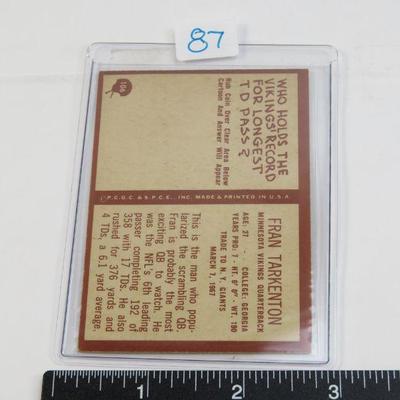 87
106
WHO HOLDS THE
VIKINGS' RECORD
FOR LONGEST
TD PASS?
Rub Coin Over Clear Area Below
Cartoon And Answer Will Appear
P.C.G.C. & S.P.C.E., INC. MADE & PRINTED IN U.S.A.
FRAN TARKENTON
MINNESOTA VIKINGS QUARTERBACK
AGE: 27 - COLLEGE: GEORGIA
YEARS PRO: 7 - HT. 6' 0" - WT. 190
TRADE TO N.Y. GIANTS
MARCH 7, 1967
This is the man who popu-
larized the scrambling QB.
Fran is probably the most
exciting QB to watch. He
was the NFL's 6th leading
passer completing 192 of
358 with 17 TDs. He also
rushed for 376 yards and
4 TDs, a 6.1 yard average.
1 2 3